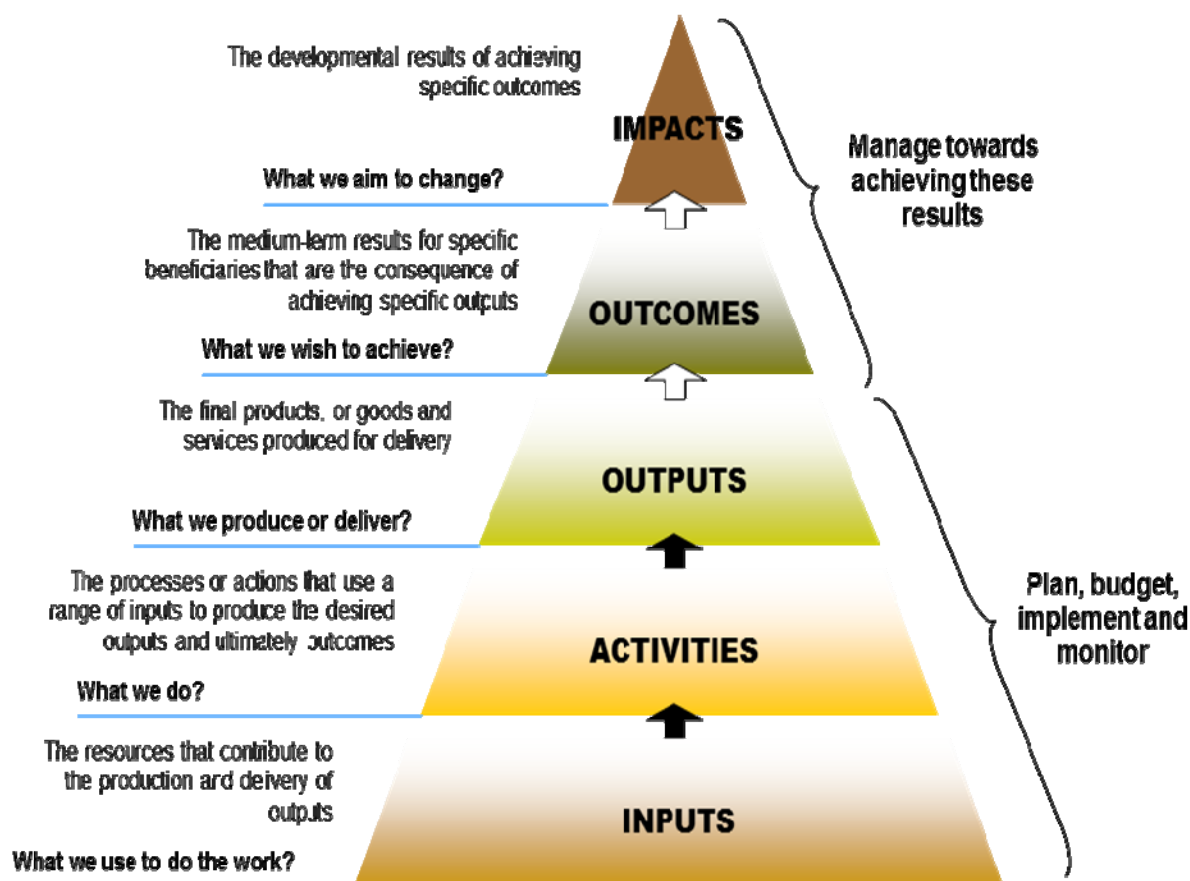 The developmental results of achieving
specific outcomes
IMPACTS
What we aim to change?
Manage towards
achieving these
results
The medium-term results for specific
beneficiaries that are the consequence of
achieving specific outputs
OUTCOMES
What we wish to achieve?
The final products, or goods and
services produced for delivery
OUTPUTS
What we produce or deliver?
The processes or actions that use a
range of inputs to produce the desired
outputs and ultimately outcomes
ACTIVITIES
What we do?
Plan, budget,
implement and
monitor
The resources that contribute to
the production and delivery of
outputs
INPUTS
What we use to do the work?